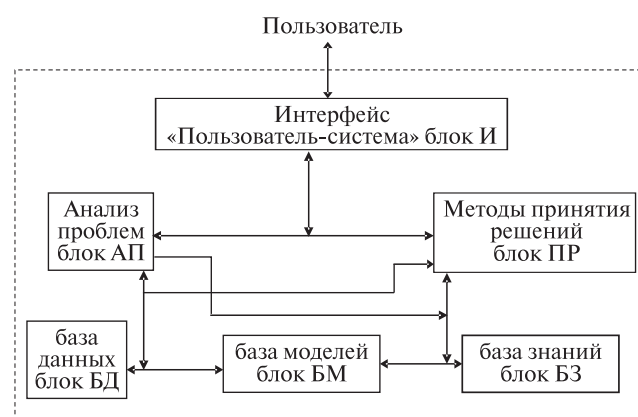 Пользователь
Интерфейс
«Пользователь-система» блок И
Анализ
проблем
блок АП
Методы принятия
решений
блок ПР
база
данных
блок БД
база моделей
блок БМ
база знаний
блок БЗ